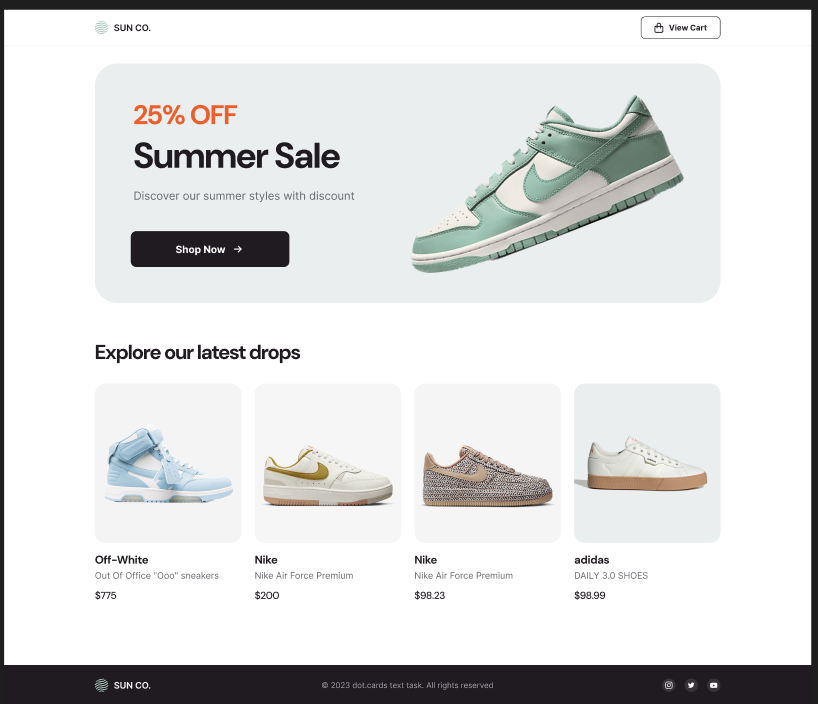 SUN CO.
View Cart
25% OFF
Summer Sale
Discover our summer styles with discount
Shop Now →
Explore our latest drops
Off-White
Out Of Office "Ooo" sneakers
$775
Nike
Nike Air Force Premium
$200
Nike
Nike Air Force Premium
$98.23
adidas
DAILY 3.0 SHOES
$98.99
SUN CO.
© 2023 dot.cards text task. All rights reserved